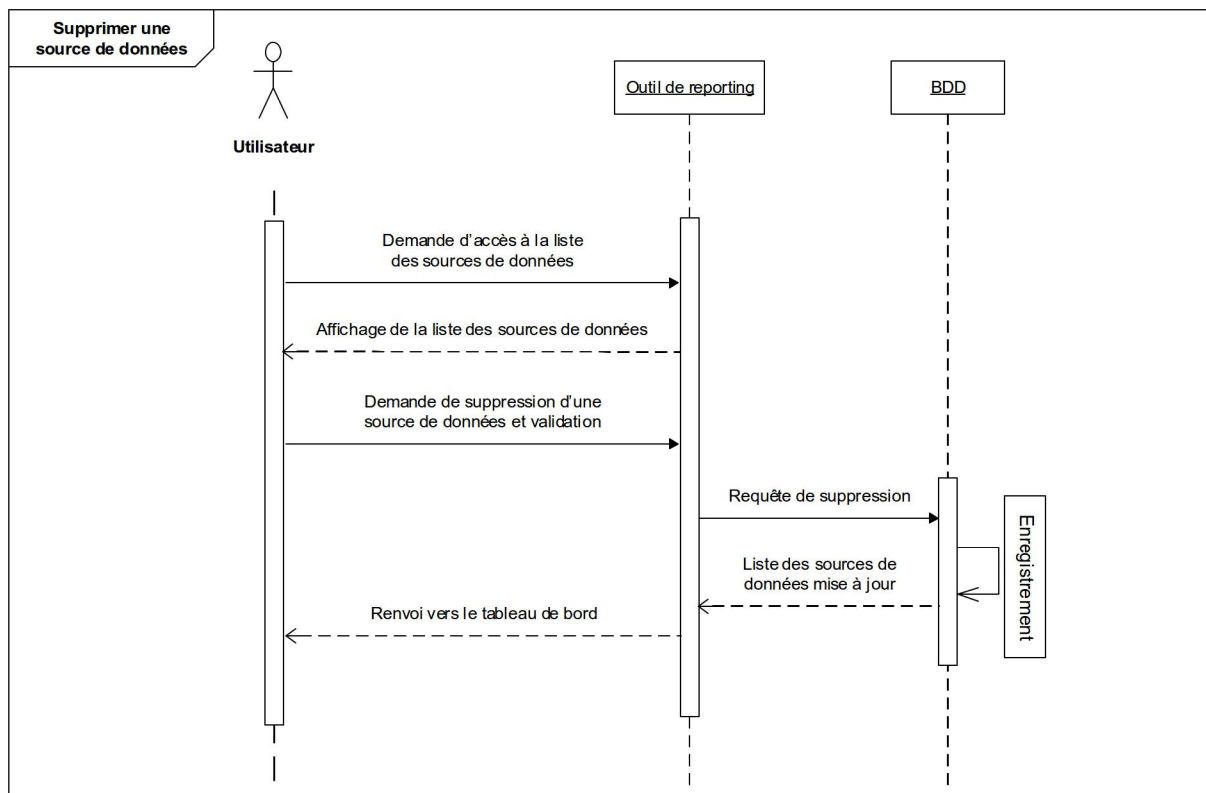 Supprimer une
source de données
Utilisateur
Outil de reporting
BDD
Demande d'accès à la liste
des sources de données
Affichage de la liste des sources de données
Demande de suppression d'une
source de données et validation
Requête de suppression
Enregistrement
Liste des sources de
données mise à jour
Renvoi vers le tableau de bord